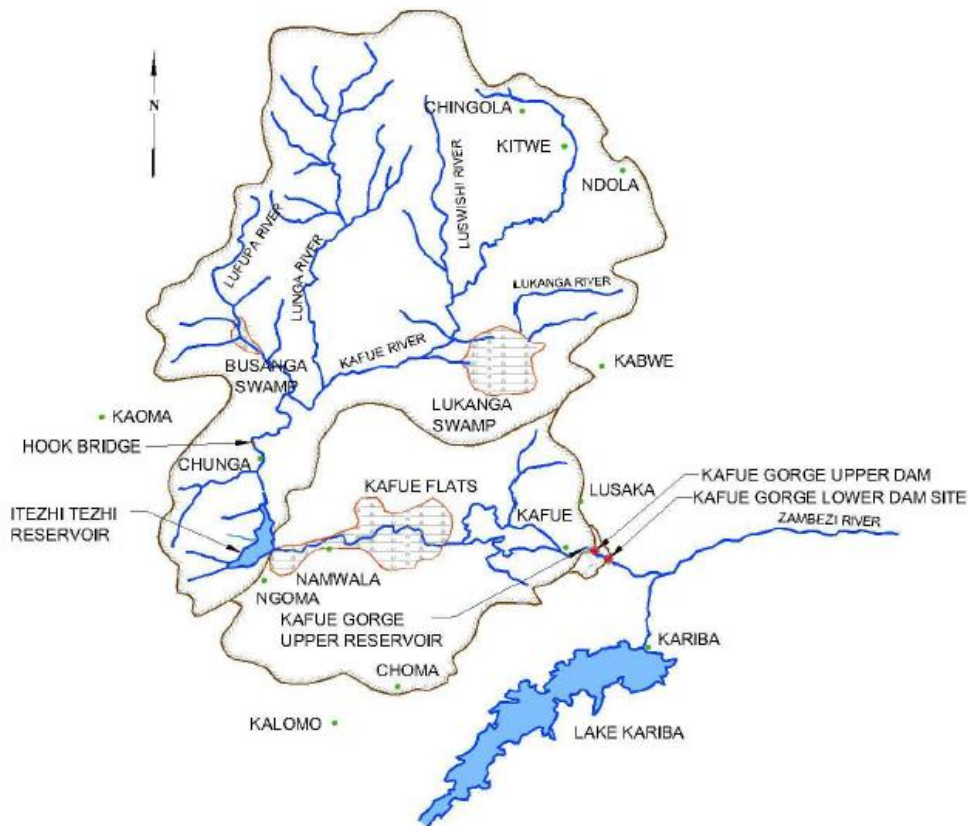 N
CHINGOLA
KITWE
NDOLA
LUSWISHI RIVER
LUFUPA RIVER
LUNGA RIVER
LUKANGA RIVER
KAFUE RIVER
BUSANGA
SWAMP
KABWE
LUKANGA
SWAMP
KAOMA
HOOK BRIDGE
CHUNGA
KAFUE FLATS
LUSAKA
KAFUE GORGE UPPER DAM
KAFUE GORGE LOWER DAM SITE
ITEZHI TEZHI
RESERVOIR
KAFUE
ZAMBEZI RIVER
NAMWALA
NGOMA
KAFUE GORGE
UPPER RESERVOIR
KARIBA
CHOMA
KALOMO
LAKE KARIBA